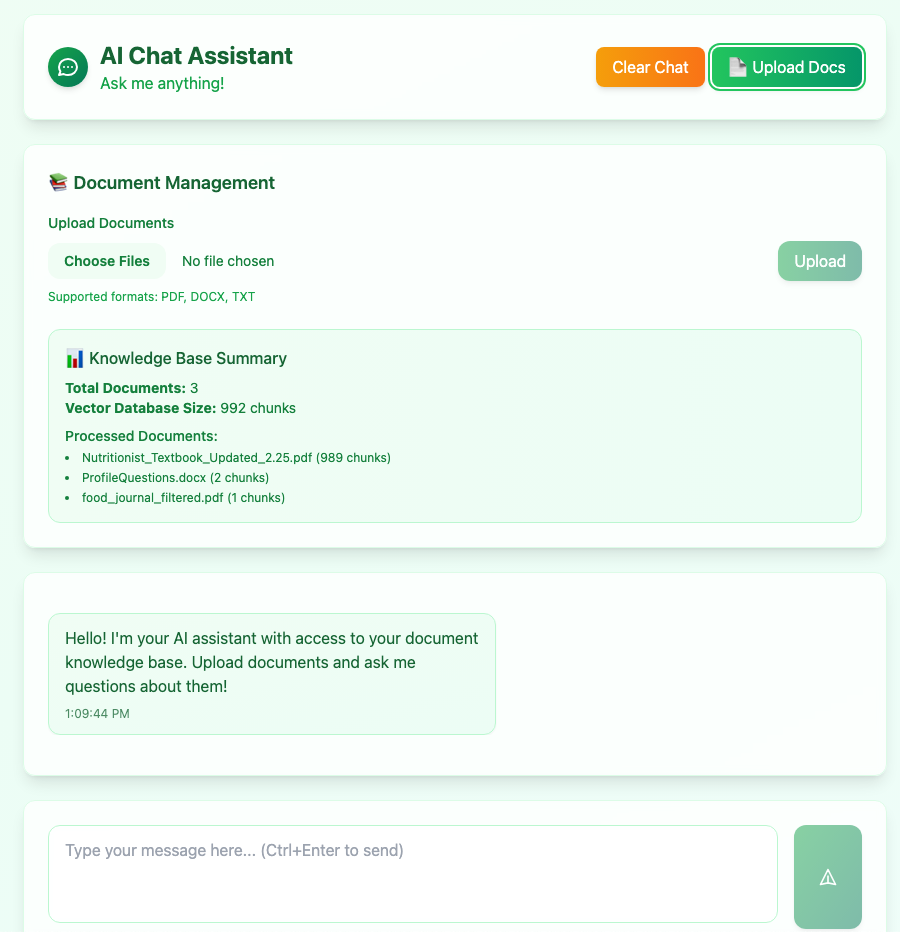 AI Chat Assistant
Ask me anything!
Clear Chat
Upload Docs
Document Management
Upload Documents
Choose Files No file chosen
Upload
Supported formats: PDF, DOCX, TXT
Knowledge Base Summary
Total Documents: 3
Vector Database Size: 992 chunks
Processed Documents:
• Nutritionist_Textbook_Updated_2.25.pdf (989 chunks)
• ProfileQuestions.docx (2 chunks)
• food_journal_filtered.pdf (1 chunks)
Hello! I'm your AI assistant with access to your document
knowledge base. Upload documents and ask me
questions about them!
1:09:44 PM
Type your message here... (Ctrl+Enter to send)